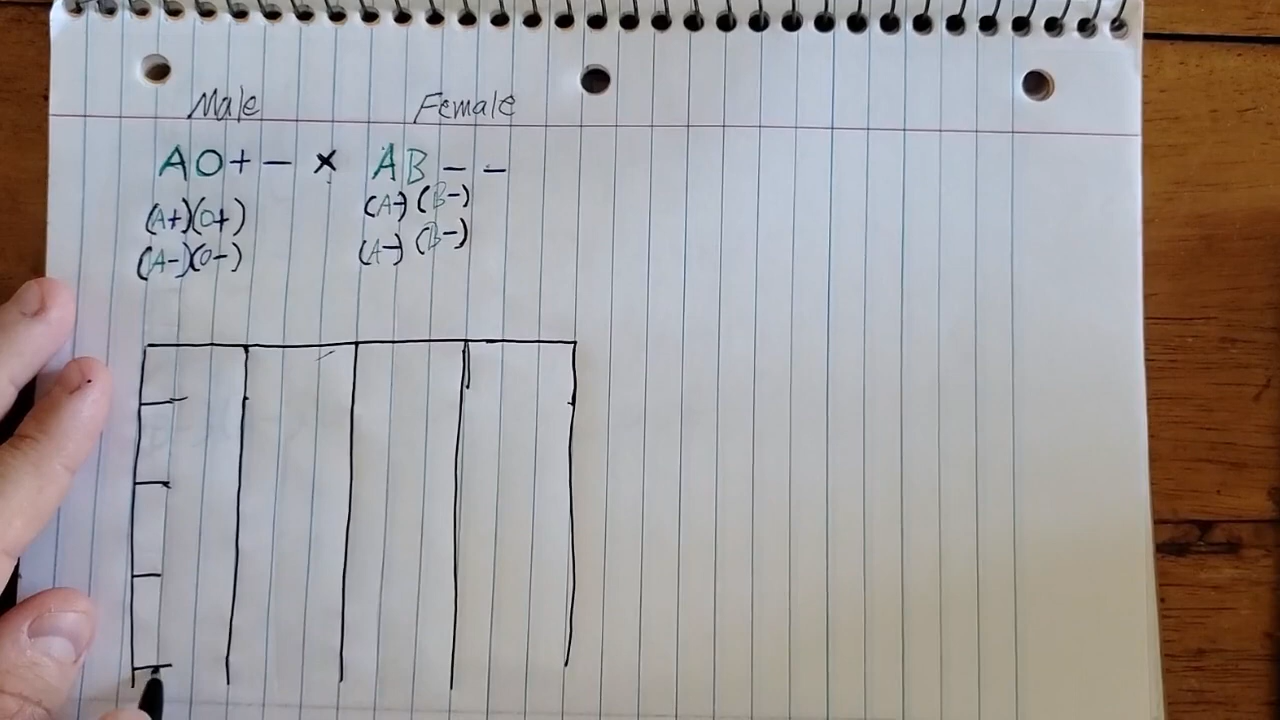 Male Female
AO+- × AB--
(A+)(O+) (A-)(B-)
(A-)(O-) (A-)(B-)